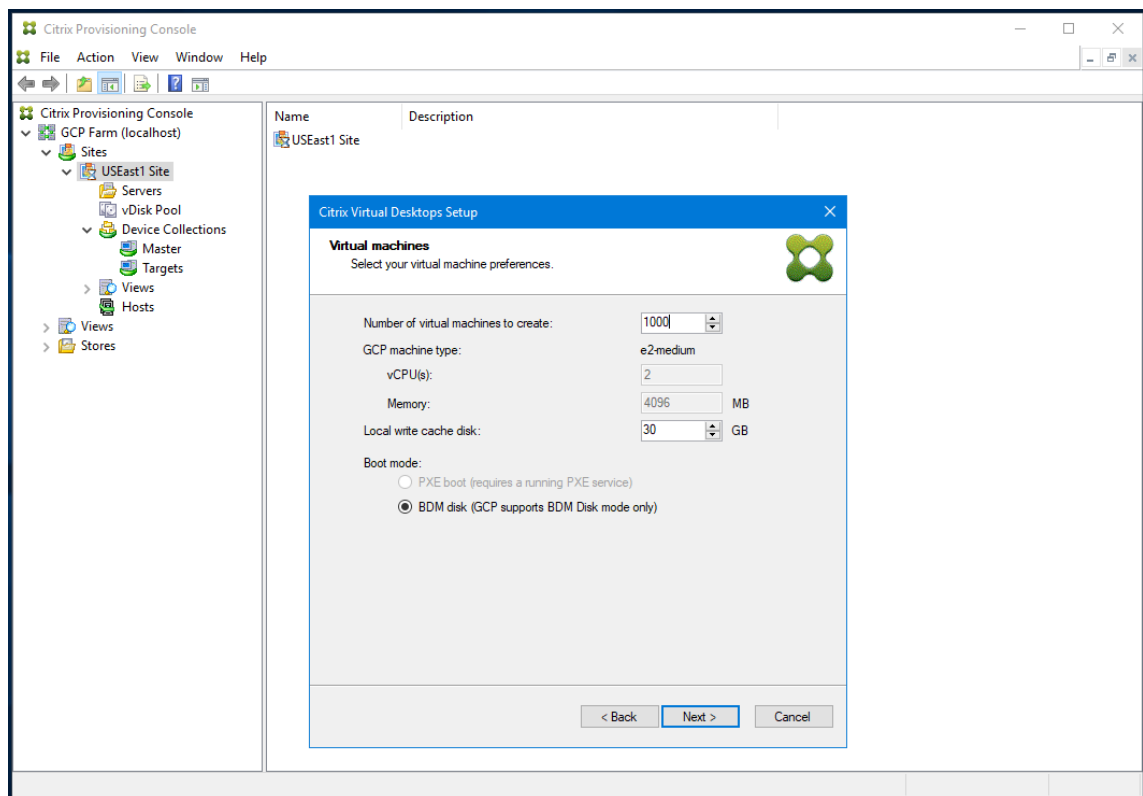 Citrix Provisioning Console
File Action View Window Help
Citrix Provisioning Console
GCP Farm (localhost)
Sites
USEast1 Site
Servers
vDisk Pool
Device Collections
Master
Targets
Views
Hosts
Views
Stores
Name Description
USEast1 Site
Citrix Virtual Desktops Setup
Virtual machines
Select your virtual machine preferences.
Number of virtual machines to create: 1000
GCP machine type: e2-medium
vCPU(s): 2
Memory: 4096 MB
Local write cache disk: 30 GB
Boot mode:
PXE boot (requires a running PXE service)
BDM disk (GCP supports BDM Disk mode only)
< Back Next > Cancel